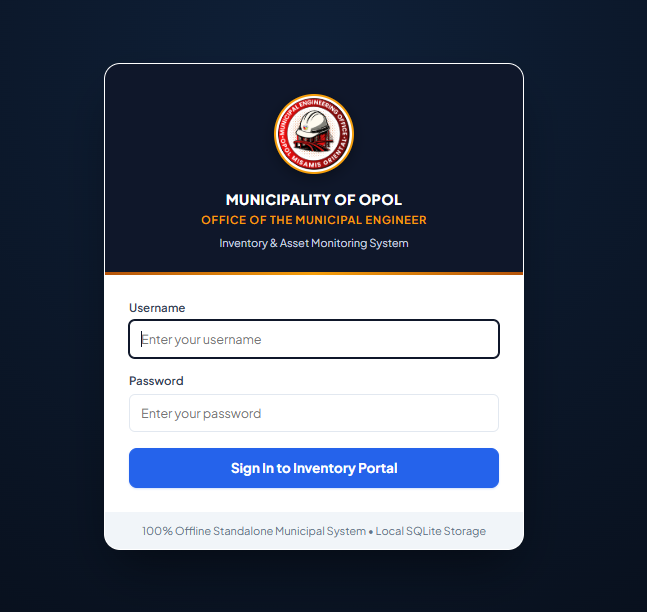 MUNICIPAL ENGINEERING OFFICE
OPOL MISAMIS ORIENTAL
MUNICIPALITY OF OPOL
OFFICE OF THE MUNICIPAL ENGINEER
Inventory & Asset Monitoring System
Username
Enter your username
Password
Enter your password
Sign In to Inventory Portal
100% Offline Standalone Municipal System • Local SQLite Storage